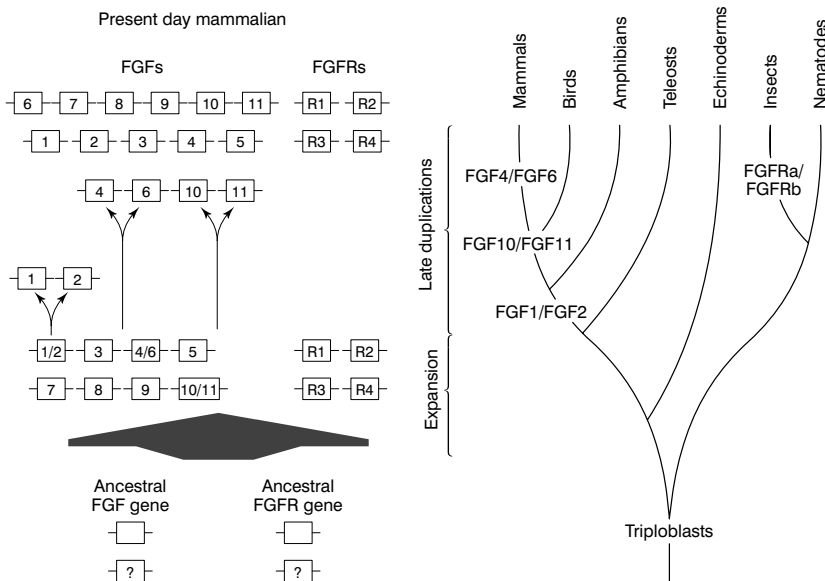 Present day mammalian
FGFs FGFRs
6 7 8 9 10 11 R1 R2
1 2 3 4 5 R3 R4
4 6 10 11
1 2
1/2 3 4/6 5 R1 R2
7 8 9 10/11 R3 R4
Ancestral
FGF gene
Ancestral
FGFR gene
? ?
Mammals
Birds
Amphibians
Teleosts
Echinoderms
Insects
Nematodes
Late duplications
Expansion
FGF4/FGF6
FGFRa/
FGFRb
FGF10/FGF11
FGF1/FGF2
Triploblasts